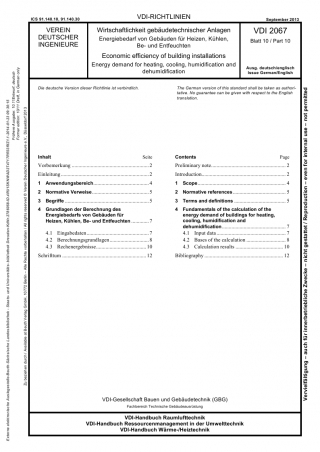 ICS 91.140.10, 91.140.30
VDI-RICHTLINIEN
September 2013
VEREIN
DEUTSCHER
INGENIEURE
Wirtschaftlichkeit gebäudetechnischer Anlagen
Energiebedarf von Gebäuden für Heizen, Kühlen,
Be- und Entfeuchten
Economic efficiency of building installations
Energy demand for heating, cooling, humidification and
dehumidification
VDI 2067
Blatt 10 / Part 10
Ausg. deutsch/englisch
Issue German/English
Die deutsche Version dieser Richtlinie ist verbindlich.
The German version of this standard shall be taken as author-
itative. No guarantee can be given with respect to the English
translation.
Inhalt Seite
Vorbemerkung 2
Einleitung 2
1 Anwendungsbereich 4
2 Normative Verweise 5
3 Begriffe 5
4 Grundlagen der Berechnung des
Energiebedarfs von Gebäuden für
Heizen, Kühlen, Be- und Entfeuchten 7
4.1 Eingabedaten 7
4.2 Berechnungsgrundlagen 8
4.3 Rechenergebnisse 10
Schrifttum 12
Contents Page
Preliminary note 2
Introduction 2
1 Scope 4
2 Normative references 5
3 Terms and definitions 5
4 Fundamentals of the calculation of the
energy demand of buildings for heating,
cooling, humidification and
dehumidification 7
4.1 Input data 7
4.2 Bases of the calculation 8
4.3 Calculation results 10
Bibliography 12
VDI-Gesellschaft Bauen und Gebäudetechnik (GBG)
Fachbereich Technische Gebäudeausrüstung
VDI-Handbuch Raumlufttechnik
VDI-Handbuch Ressourcenmanagement in der Umwelttechnik
VDI-Handbuch Wärme-/Heiztechnik
Vervielfältigung – auch für innerbetriebliche Zwecke – nicht gestattet / Reproduction – even for internal use – not permitted